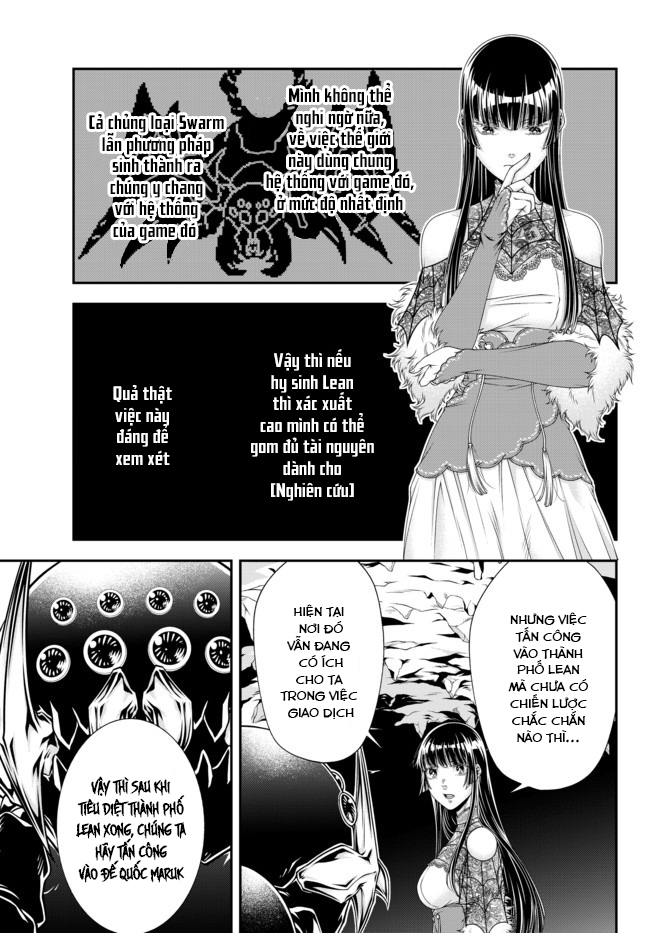 Mình không thể
nghi ngờ nữa,
về việc thế giới
này dùng chung
hệ thống với game đó,
ở mức độ nhất định
Cả chủng loại Swarm
lẫn phương pháp
sinh thành ra
chúng y chang
với hệ thống
của game đó
Vậy thì nếu
hy sinh Lean
thì xác xuất
cao mình có thể
gom đủ tài nguyên
dành cho
[Nghiên cứu]
Quả thật
việc này
đáng để
xem xét
NHƯNG VIỆC
TẤN CÔNG
VÀO THÀNH
PHỐ LEAN
MÀ CHƯA CÓ
CHIẾN LƯỢC
CHẮC CHẮN
NÀO THÌ...
HIỆN TẠI
NƠI ĐÓ
VẪN ĐANG
CÓ ÍCH
CHO TA
TRONG VIỆC
GIAO DỊCH
VẬY THÌ SAU KHI
TIÊU DIỆT THÀNH PHỐ
LEAN XONG, CHÚNG TA
HÃY TẤN CÔNG
VÀO ĐẾ QUỐC MARUK